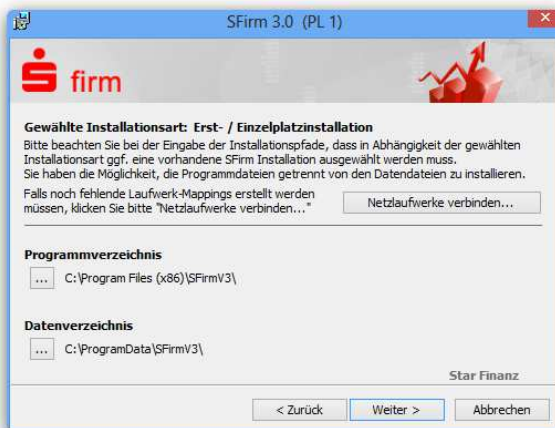 SFirm 3.0 (PL 1)
firm
Gewählte Installationsart: Erst- / Einzelplatzinstallation
Bitte beachten Sie bei der Eingabe der Installationspfade, dass in Abhängigkeit der gewählten
Installationsart ggf. eine vorhandene SFirm Installation ausgewählt werden muss.
Sie haben die Möglichkeit, die Programmdateien getrennt von den Datendateien zu installieren.
Falls noch fehlende Laufwerk-Mappings erstellt werden
müssen, klicken Sie bitte "Netzlaufwerke verbinden..."
Netzlaufwerke verbinden...
Programmverzeichnis
... C:\Program Files (x86)\SFirmV3\
Datenverzeichnis
... C:\ProgramData\SFirmV3\
Star Finanz
< Zurück Weiter > Abbrechen